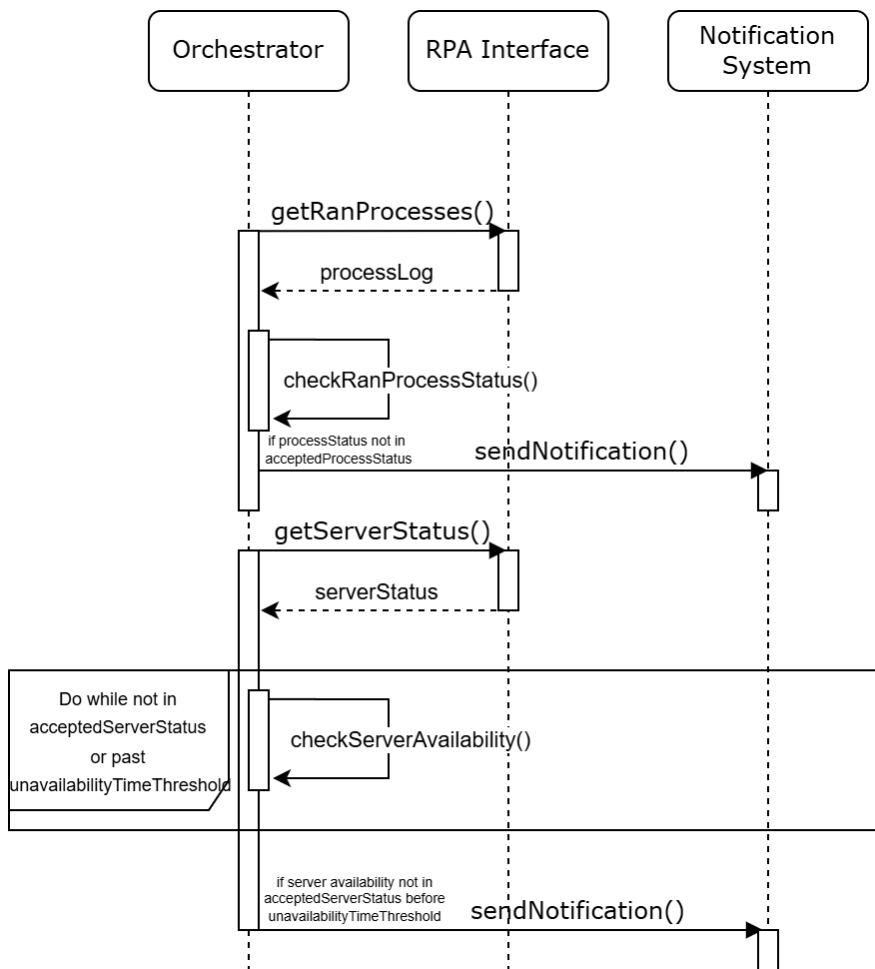 Orchestrator
RPA Interface
Notification
System
getRanProcesses()
processLog
checkRanProcessStatus()
if processStatus not in
acceptedProcessStatus
sendNotification()
getServerStatus()
serverStatus
Do while not in
acceptedServerStatus
or past
unavailabilityTimeThreshold
checkServerAvailability()
if server availability not in
acceptedServerStatus before
unavailabilityTimeThreshold
sendNotification()